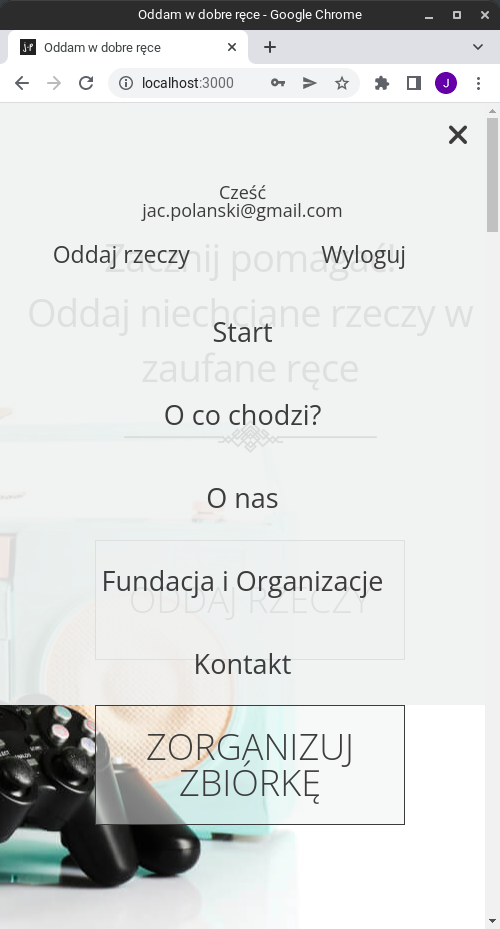 Oddam w dobre ręce - Google Chrome
Oddam w dobre ręce
localhost:3000
J
Cześć
jac.polanski@gmail.com
Oddaj rzeczy Wyloguj
Zacznij pomagać!
Oddaj niechciane rzeczy w
zaufane ręce
Start
O co chodzi?
O nas
Fundacja i Organizacje
ODDAJ RZECZY
Kontakt
ZORGANIZUJ
ZBIÓRKĘ